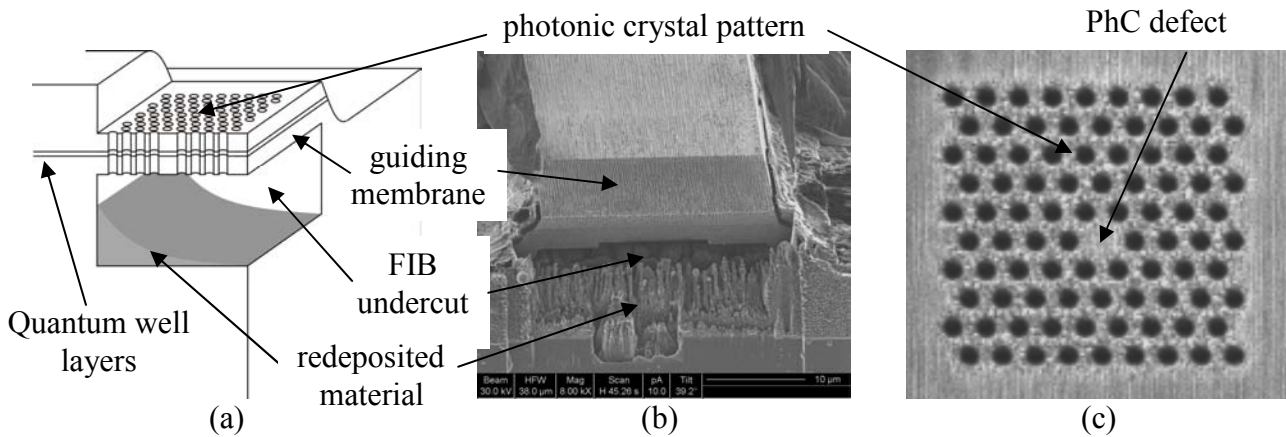 photonic crystal pattern
PhC defect
guiding
membrane
FIB
undercut
Quantum well
layers
redeposited
material
Beam HFW Mag Scan pA Tilt 10 µm
30.0 kV 38.0 µm 8.00 kX H 45.26 s 10.0 39.2°
(a)
(b)
(c)